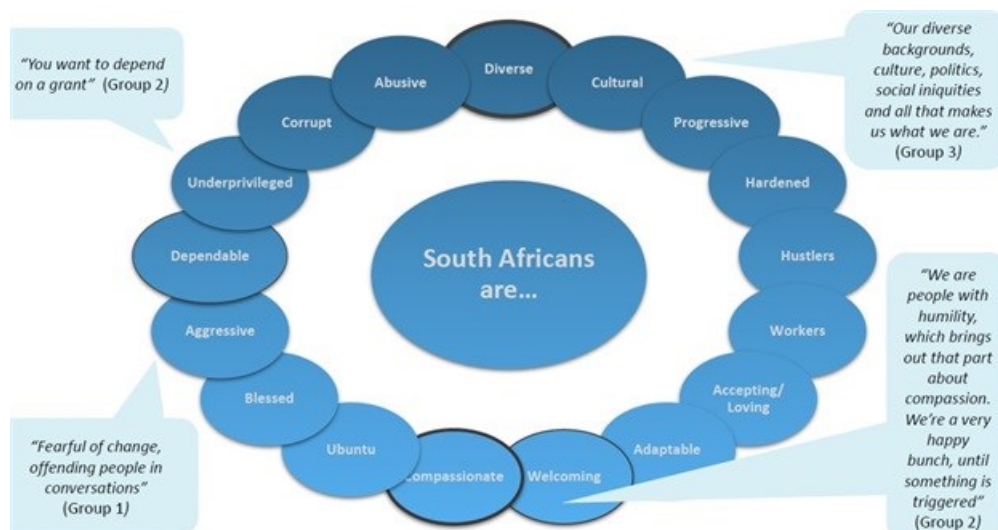 "You want to depend
on a grant" (Group 2)
"Our diverse
backgrounds,
culture, politics,
social iniquities
and all that makes
us what we are."
(Group 3)
Diverse
Cultural
Progressive
Hardened
Hustlers
Workers
Accepting/
Loving
Adaptable
Welcoming
Compassionate
Ubuntu
Blessed
Aggressive
Dependable
Underprivileged
Corrupt
Abusive
South Africans
are...
"We are
people with
humility,
which brings
out that part
about
compassion.
We're a very
happy
bunch, until
something is
triggered"
(Group 2)
"Fearful of change,
offending people in
conversations"
(Group 1)